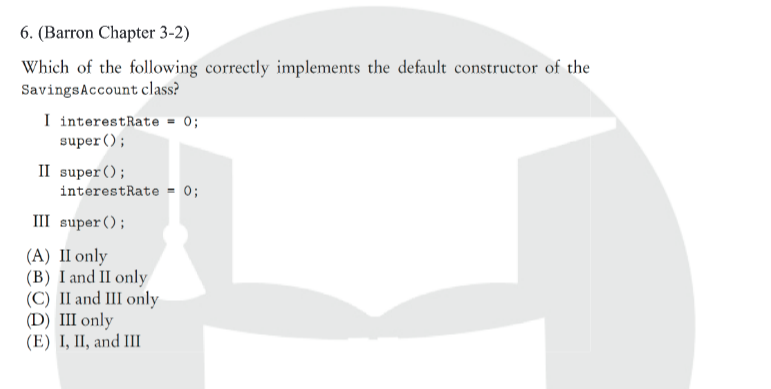 6. (Barron Chapter 3-2)
Which of the following correctly implements the default constructor of the
SavingsAccount class?
I interestRate = 0;
super();
II super();
interestRate = 0;
III super();
(A) II only
(B) I and II only
(C) II and III only
(D) III only
(E) I, II, and III